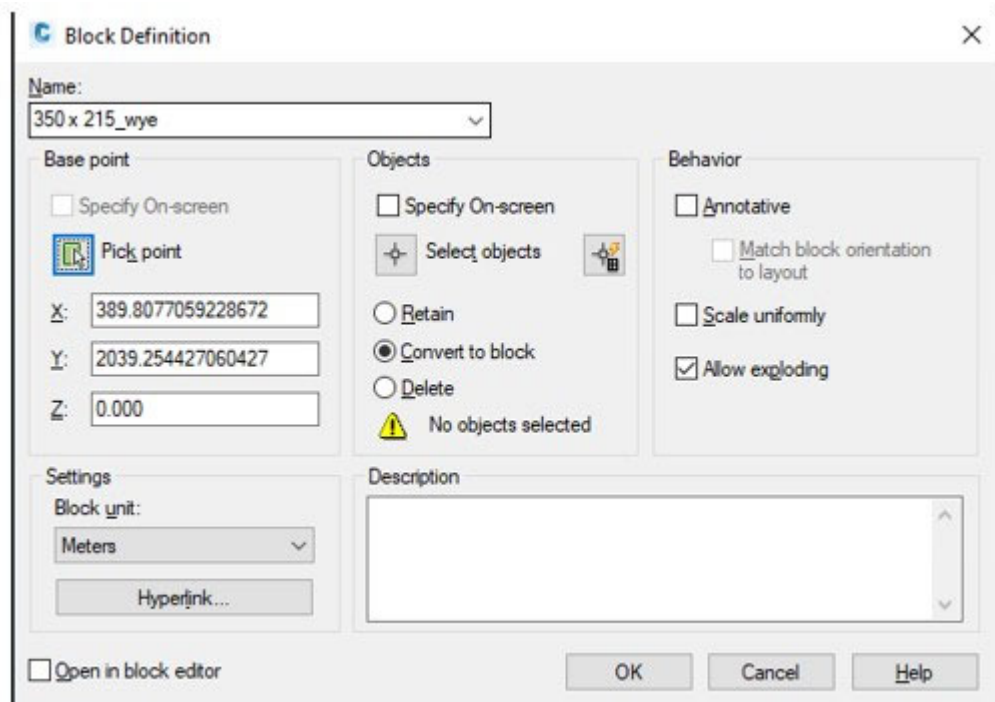 C Block Definition
Name:
350 x 215_wye
Base point
Specify On-screen
Pick point
X: 389.8077059228672
Y: 2039.254427060427
Z: 0.000
Objects
Specify On-screen
Select objects
Retain
Convert to block
Delete
No objects selected
Behavior
Annotative
Match block orientation
to layout
Scale uniformly
Allow exploding
Settings
Block unit:
Meters
Hyperlink...
Description
Open in block editor
OK
Cancel
Help